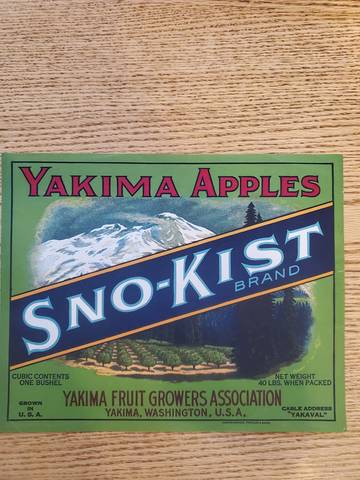 YAKIMA APPLES
SNO-KIST
BRAND
CUBIC CONTENTS
ONE BUSHEL
NET WEIGHT
40 LBS. WHEN PACKED
YAKIMA FRUIT GROWERS ASSOCIATION
YAKIMA, WASHINGTON, U.S.A.
GROWN
IN
U.S.A.
CABLE ADDRESS
"YAKAVAL"